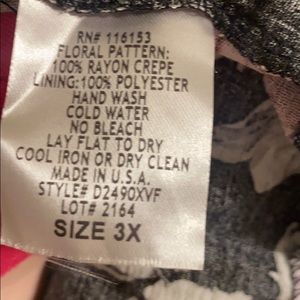 RN# 116153
FLORAL PATTERN:
100% RAYON CREPE
LINING: 100% POLYESTER
HAND WASH
COLD WATER
NO BLEACH
LAY FLAT TO DRY
COOL IRON OR DRY CLEAN
MADE IN U.S.A.
STYLE# D2490XVF
LOT# 2164
SIZE 3X